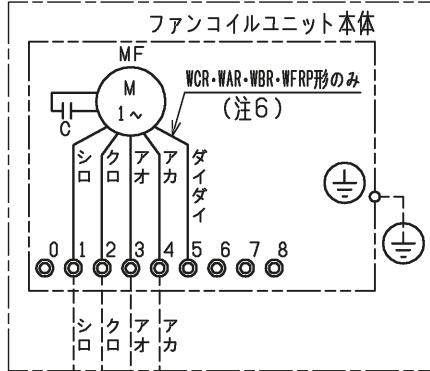 ファンコイルユニット本体
MF
M
1~
C
WCR・WAR・WBR・WFRP形のみ
(注6)
シロ
クロ
アオ
アカ
ダイダイ
0 1 2 3 4 5 6 7 8
シロ
クロ
アオ
アカ